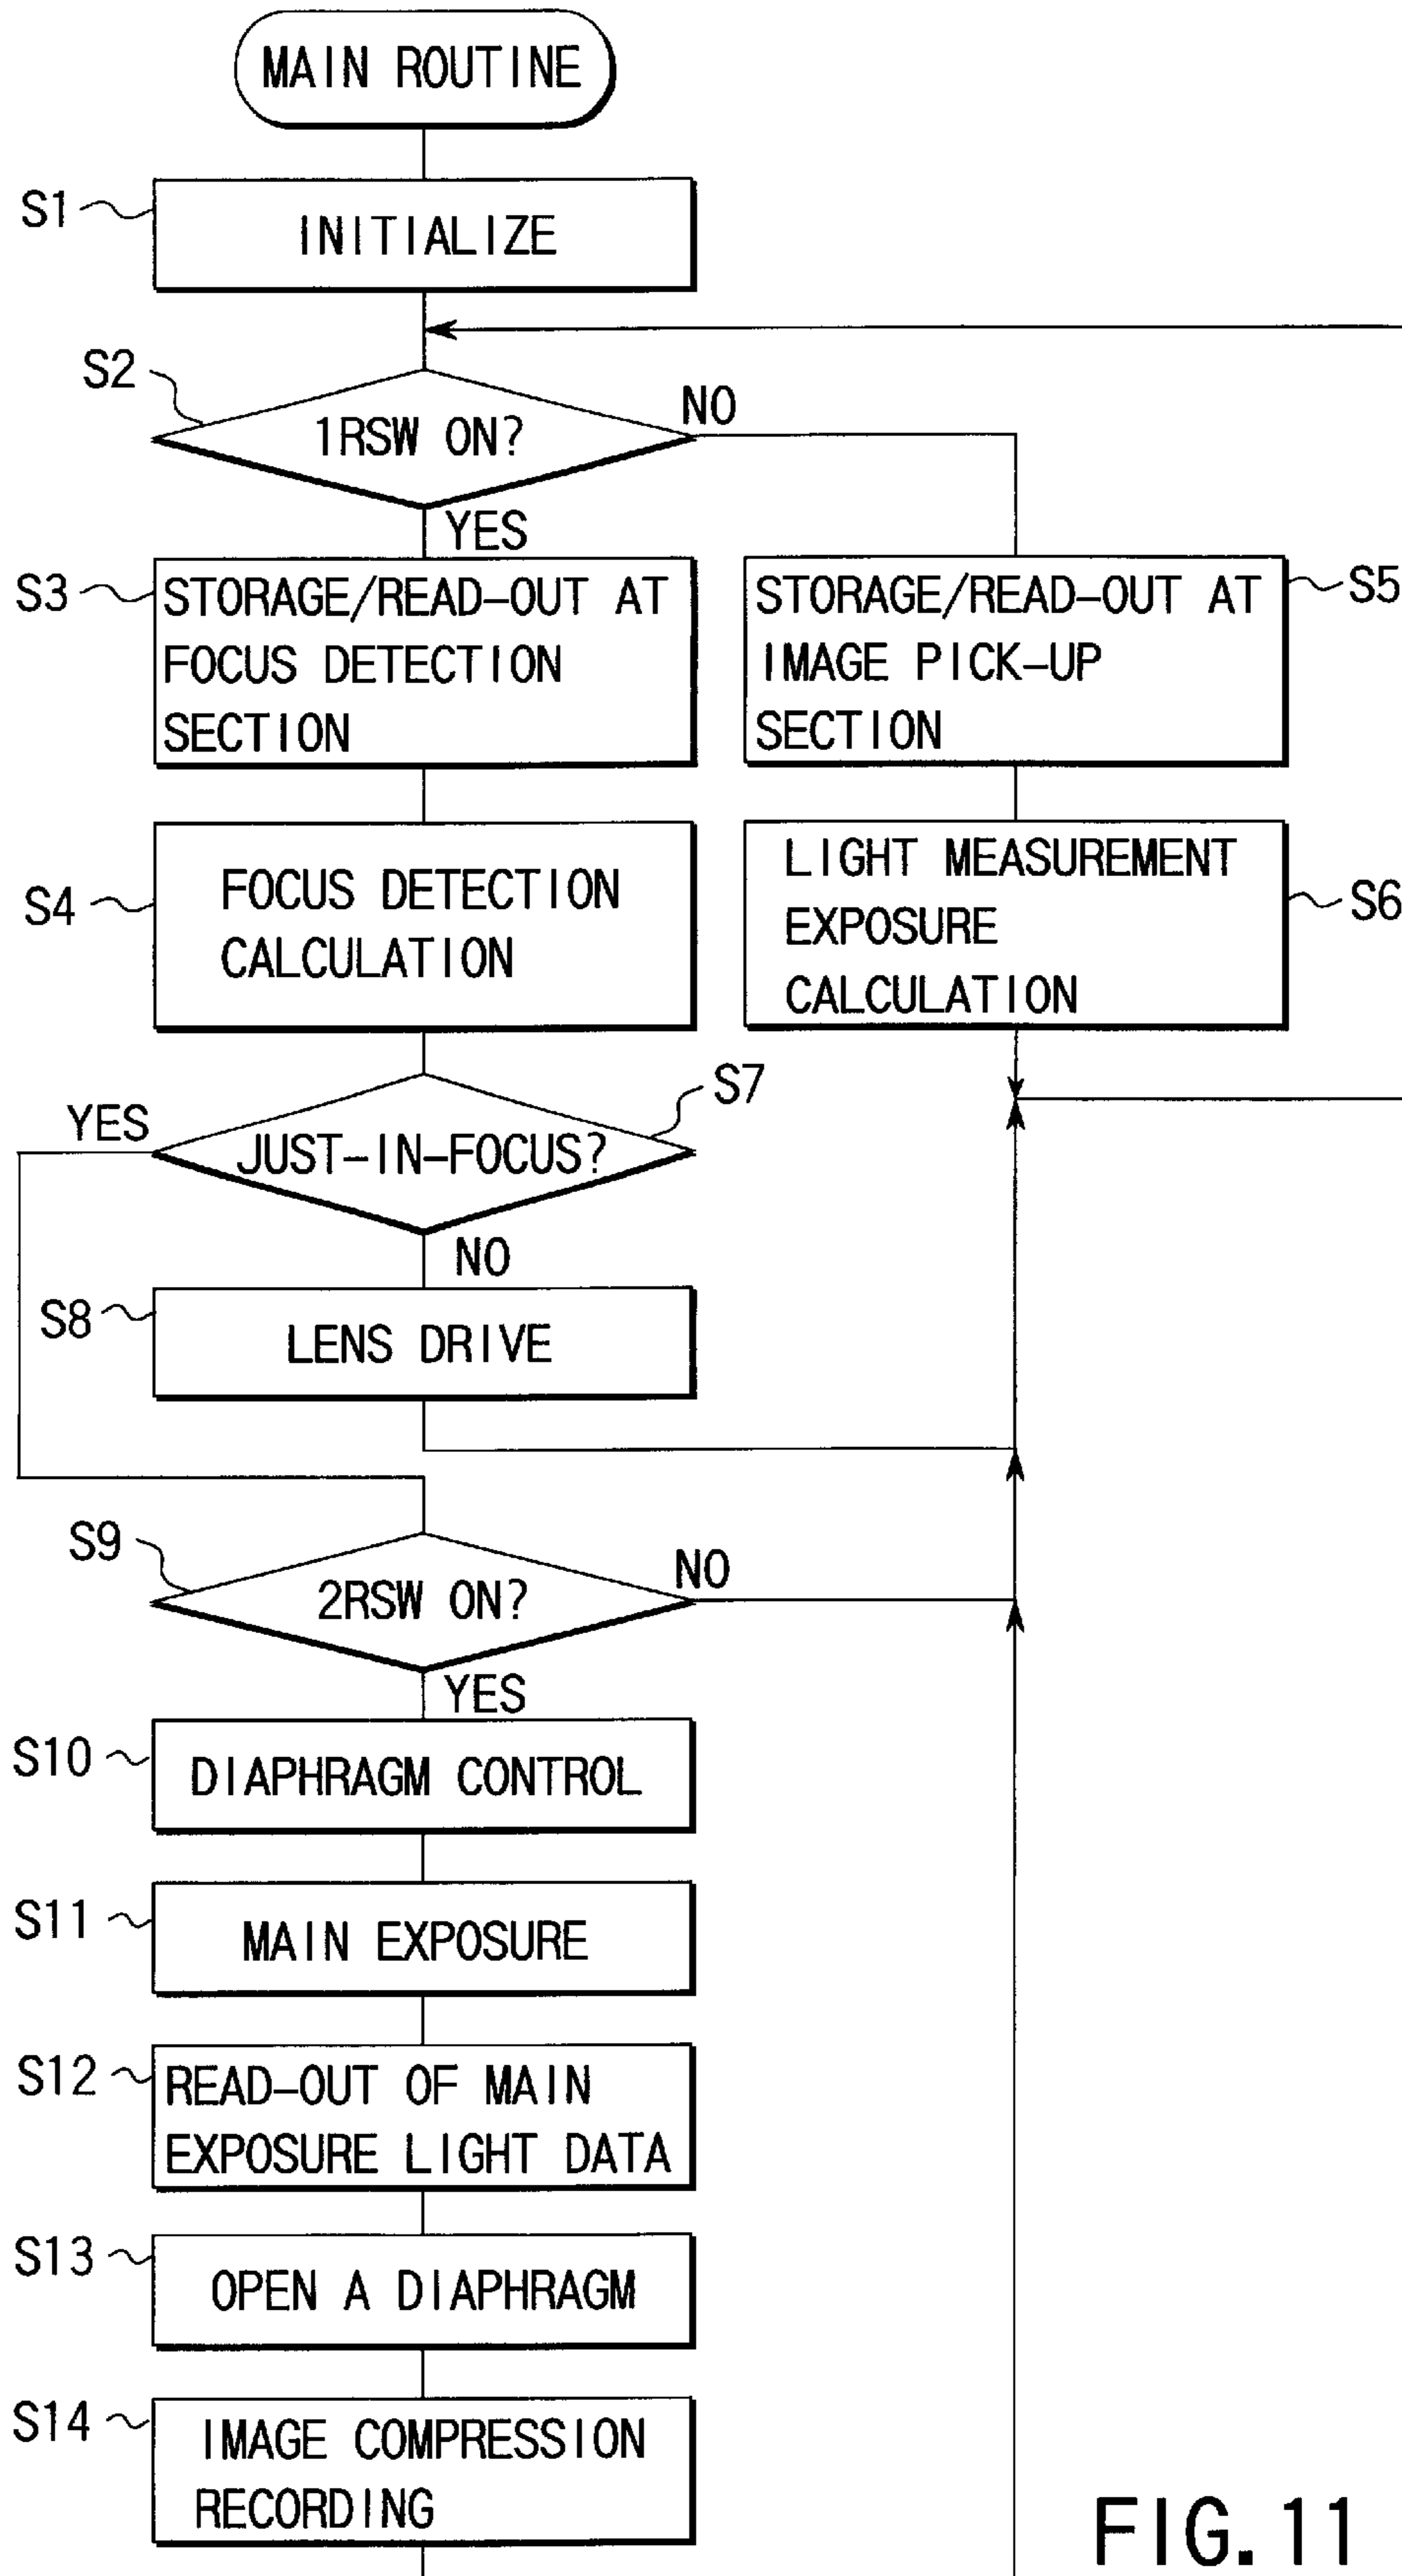 MAIN ROUTINE
S1
INITIALIZE
S2
1RSW ON?
NO
YES
S3
STORAGE/READ-OUT AT
FOCUS DETECTION
SECTION
STORAGE/READ-OUT AT
IMAGE PICK-UP
SECTION
S5
S4
FOCUS DETECTION
CALCULATION
LIGHT MEASUREMENT
EXPOSURE
CALCULATION
S6
S7
YES
JUST-IN-FOCUS?
NO
S8
LENS DRIVE
S9
2RSW ON?
NO
YES
S10
DIAPHRAGM CONTROL
S11
MAIN EXPOSURE
S12
READ-OUT OF MAIN
EXPOSURE LIGHT DATA
S13
OPEN A DIAPHRAGM
S14
IMAGE COMPRESSION
RECORDING
FIG. 11